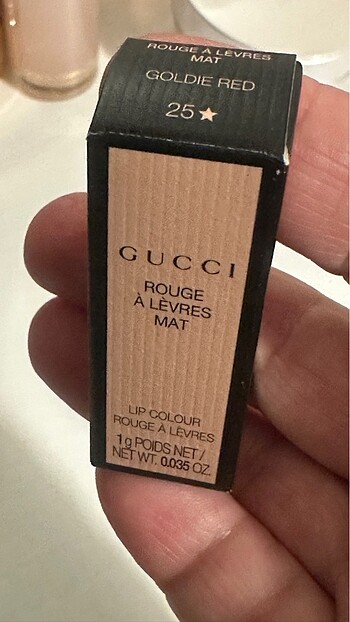 ROUGE À LÈVRES
MAT
GOLDIE RED
25★
GUCCI
ROUGE
À LÈVRES
MAT
LIP COLOUR
ROUGE À LÈVRES
1 g POIDS NET /
NET WT. 0.035 OZ.